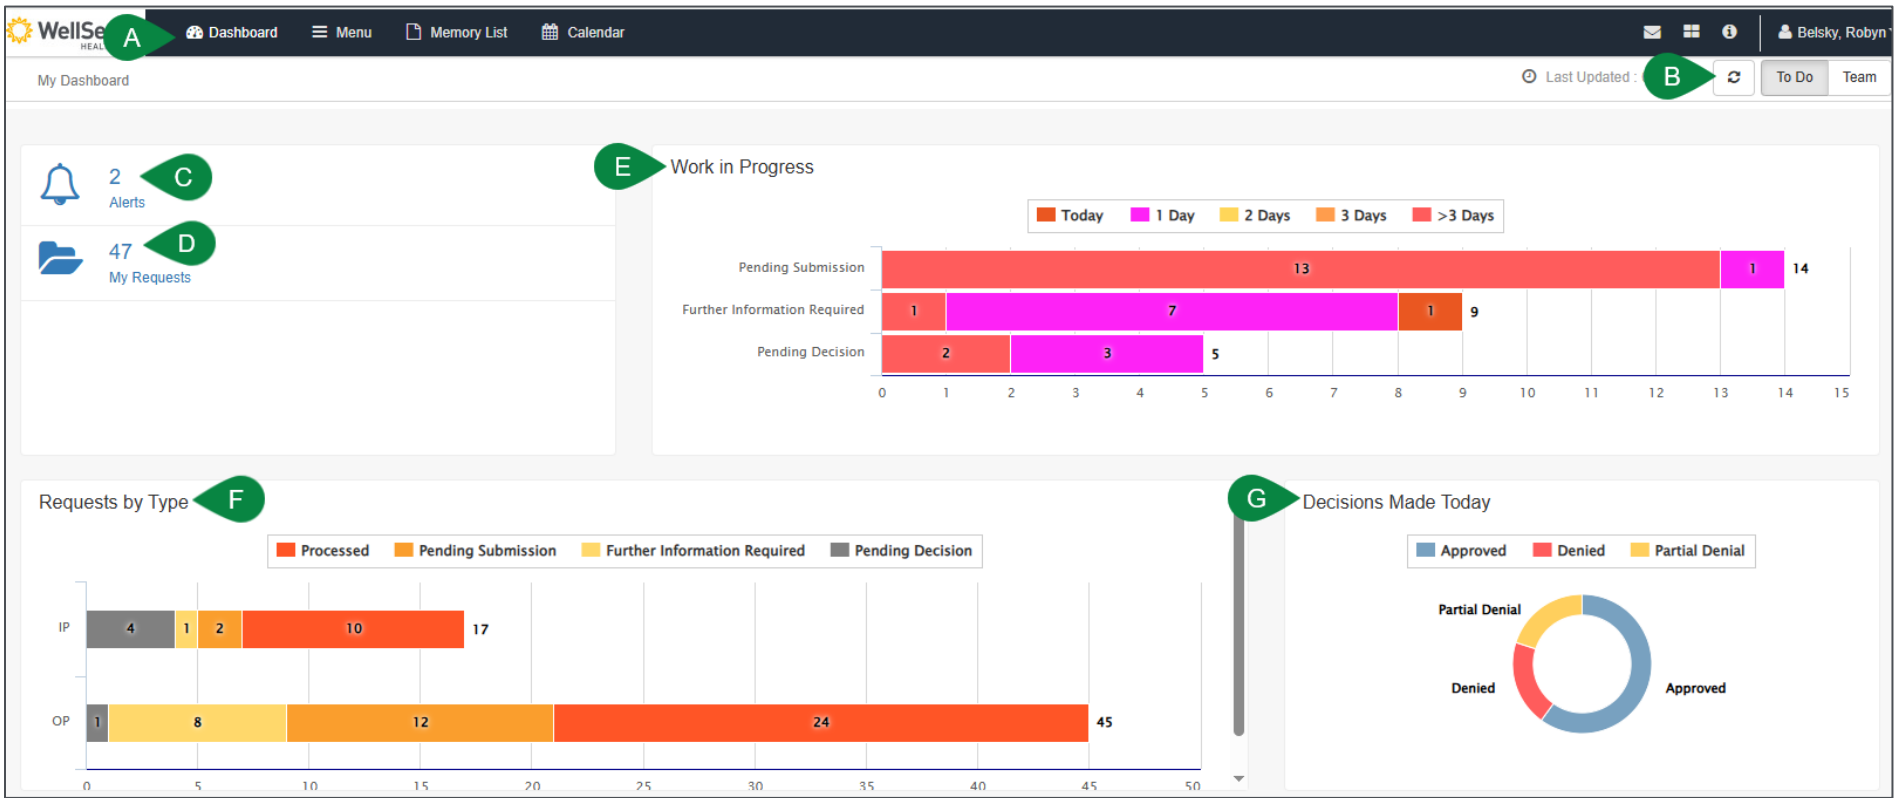 WellSe
HEAL
A
Dashboard
Menu
Memory List
Calendar
Belsky, Robyn
My Dashboard
Last Updated :
B
To Do
Team
2
Alerts
C
47
My Requests
D
E
Work in Progress
Today
1 Day
2 Days
3 Days
>3 Days
Pending Submission
13
1
14
Further Information Required
1
7
1
9
Pending Decision
2
3
5
0 1 2 3 4 5 6 7 8 9 10 11 12 13 14 15
Requests by Type
F
Processed
Pending Submission
Further Information Required
Pending Decision
IP
4
1
2
10
17
OP
1
8
12
24
45
0 5 10 15 20 25 30 35 40 45 50
G
Decisions Made Today
Approved
Denied
Partial Denial
Partial Denial
Denied
Approved